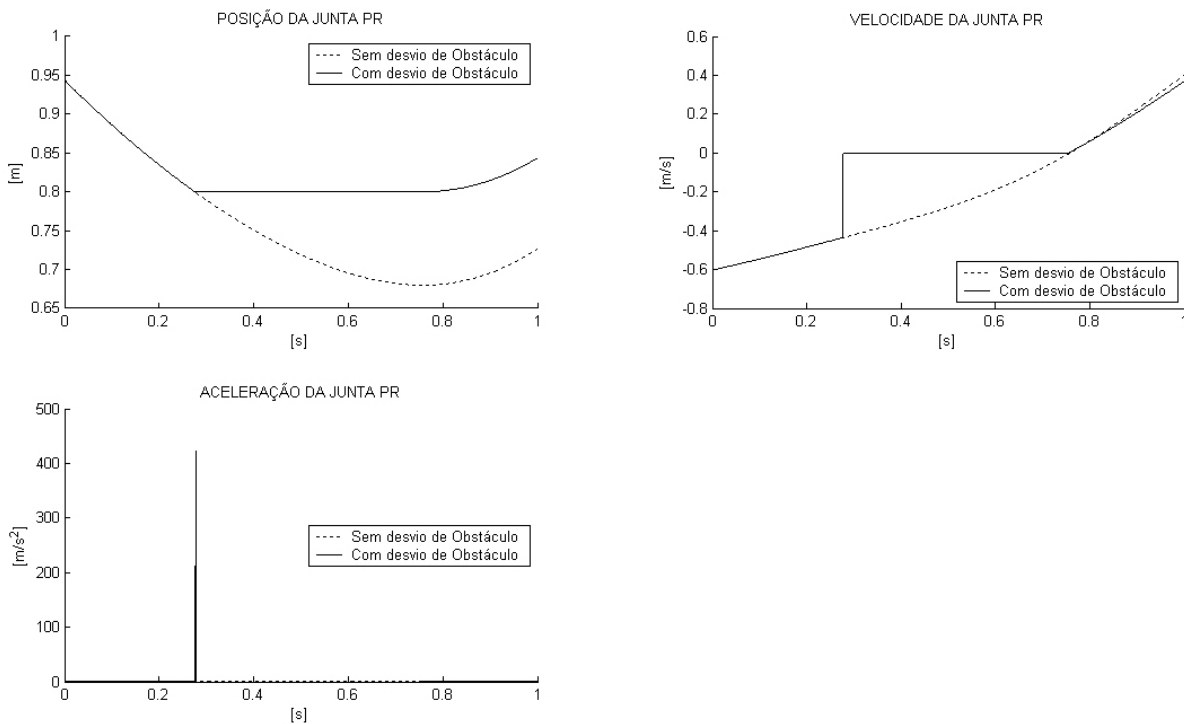 POSIÇÃO DA JUNTA PR
1
0.95
0.9
0.85
0.8
0.75
0.7
0.65
[m]
0
0.2
0.4
0.6
0.8
1
[s]
Sem desvio de Obstáculo
Com desvio de Obstáculo
VELOCIDADE DA JUNTA PR
0.6
0.4
0.2
0
-0.2
-0.4
-0.6
-0.8
[m/s]
0
0.2
0.4
0.6
0.8
1
[s]
Sem desvio de Obstáculo
Com desvio de Obstáculo
ACELERAÇÃO DA JUNTA PR
500
400
300
200
100
0
[m/s²]
0
0.2
0.4
0.6
0.8
1
[s]
Sem desvio de Obstáculo
Com desvio de Obstáculo